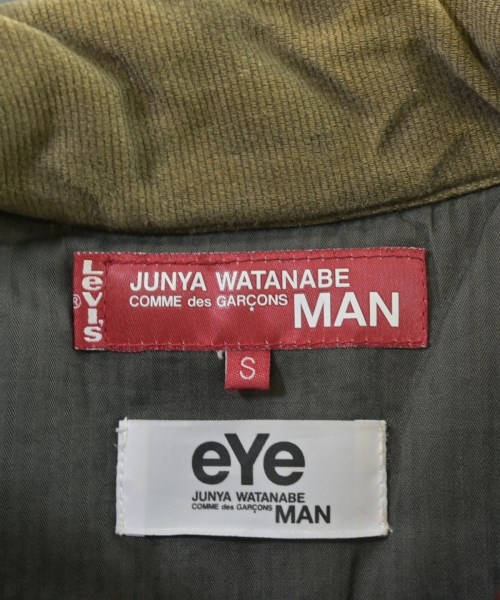 LeVI'S
®
JUNYA WATANABE
COMME des GARÇONS MAN
S
eYe
JUNYA WATANABE
COMME des GARÇONS MAN